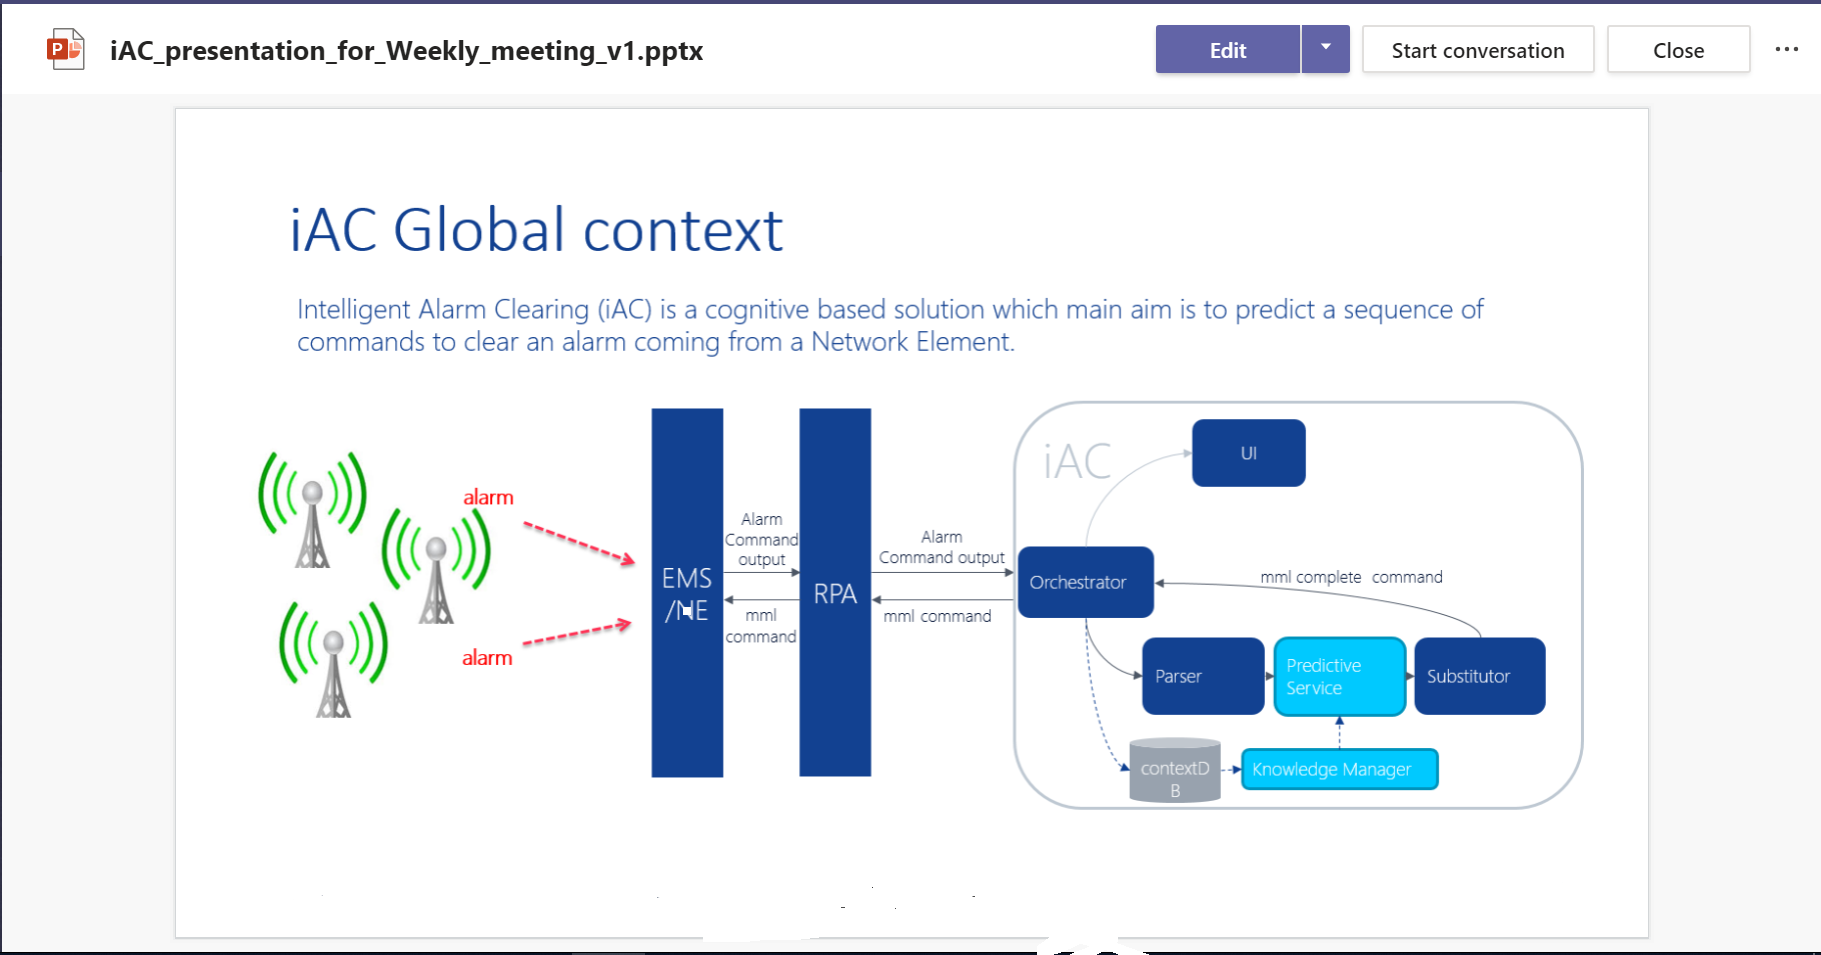 iAC_presentation_for_Weekly_meeting_v1.pptx
Edit
Start conversation
Close
iAC Global context
Intelligent Alarm Clearing (iAC) is a cognitive based solution which main aim is to predict a sequence of
commands to clear an alarm coming from a Network Element.
alarm
alarm
EMS
/NE
Alarm
Command
output
mml
command
RPA
Alarm
Command output
mml command
iAC
UI
Orchestrator
mml complete command
Parser
Predictive
Service
Substitutor
contextD
B
Knowledge Manager